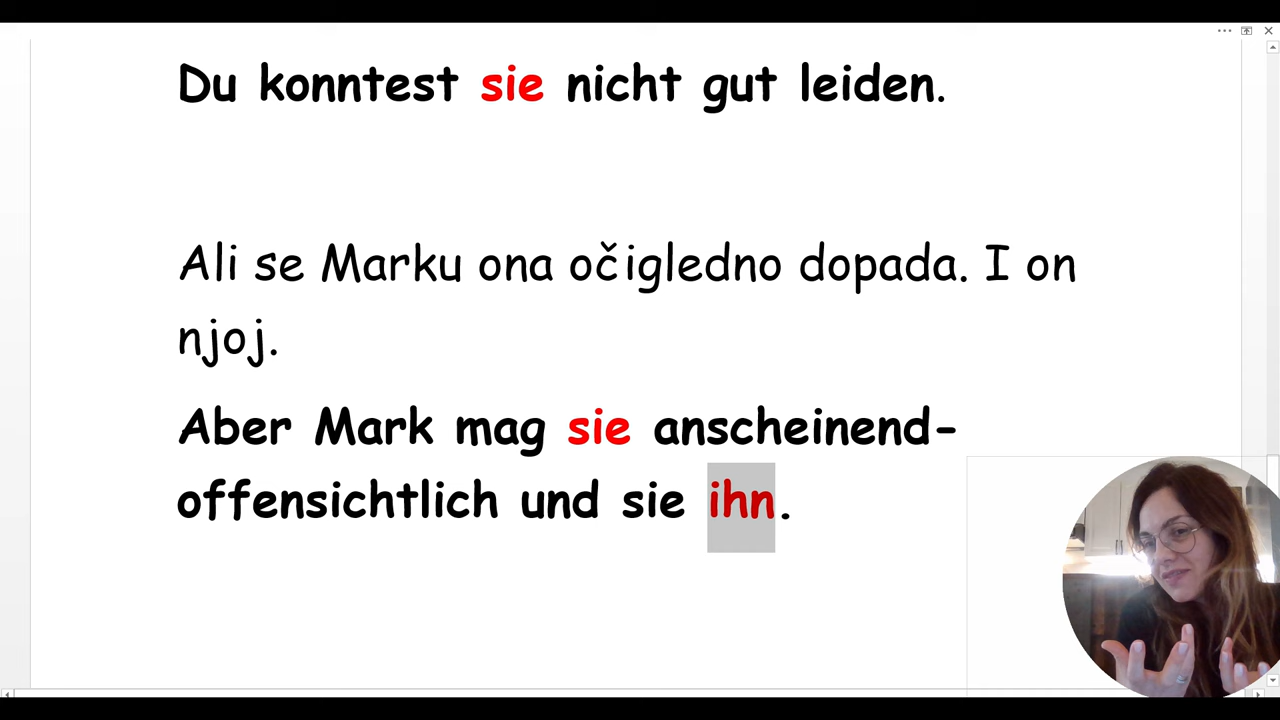 Du konntest sie nicht gut leiden.
Ali se Marku ona očigledno dopada. I on
njoj.
Aber Mark mag sie anscheinend-
offensichtlich und sie ihn.